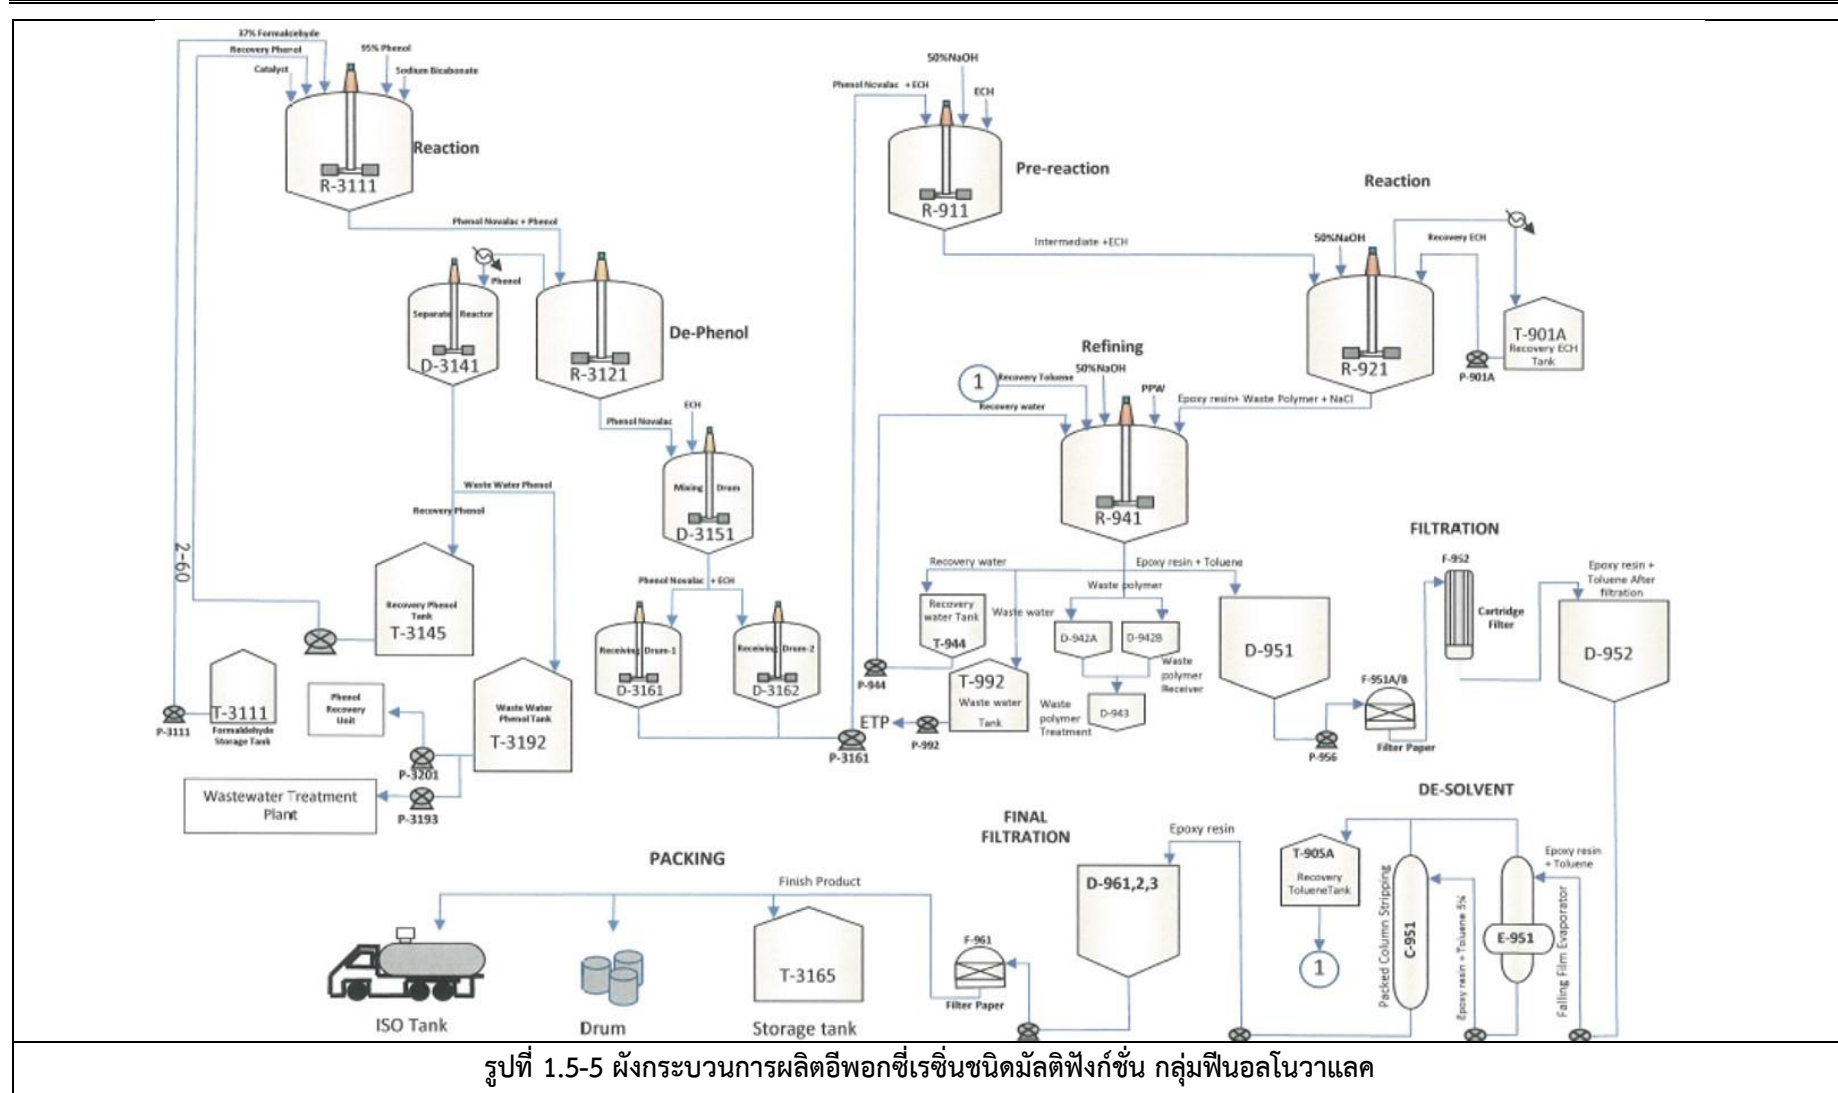 37% Formalcehyde
Recovery Phenol
Catalyst
95% Phenol
Sodium Bicabonate
Reaction
R-3111
Phenol Novalac + Phenol
Phenol
Separate Reactor
D-3141
De-Phenol
R-3121
ECH
Phenol Novalac
Mixing Drum
D-3151
Waste Water Phenol
Recovery Phenol
Phenol Novalac + ECH
2-60
Recovery Phenol
Tank
T-3145
Receiving Drum-1
D-3161
Receiving Drum-2
D-3162
P-3161
T-3111
Formaldehyde
Storage Tank
P-3111
Phenol
Recovery
Unit
Waste Water
Phenol Tank
T-3192
P-3201
Wastewater Treatment
Plant
P-3193
Phenol Novalac + ECH
50%NaOH
ECH
Pre-reaction
R-911
Intermediate +ECH
Reaction
50%NaOH
Recovery ECH
R-921
T-901A
Recovery ECH
Tank
P-901A
Epoxy resin+ Waste Polymer + NaCl
Refining
1
Recovery Toluene
50%NaOH
PPW
Recovery water
R-941
Recovery water
Epoxy resin + Toluene
Waste polymer
Waste water
Recovery
water Tank
T-944
P-944
D-942A
D-942B
Waste
polymer
Receiver
T-992
Waste water
Tank
ETP
P-992
Waste
polymer
Treatment
D-943
D-951
P-956
F-951A/B
Filter Paper
FILTRATION
F-952
Cartridge
Filter
Epoxy resin +
Toluene After
filtration
D-952
DE-SOLVENT
T-905A
Recovery
TolueneTank
1
Packed Column Stripping
C-951
Epoxy resin + Toluene 5%
E-951
Falling Film Evaporator
Epoxy resin
+ Toluene
FINAL
FILTRATION
Epoxy resin
D-961,2,3
F-961
Filter Paper
PACKING
Finish Product
ISO Tank
Drum
T-3165
Storage tank
รูปที่ 1.5-5 ผังกระบวนการผลิตอีพอกซี่เรซิ่นชนิดมัลติฟังก์ชั่น กลุ่มฟีนอลโนวาแลค